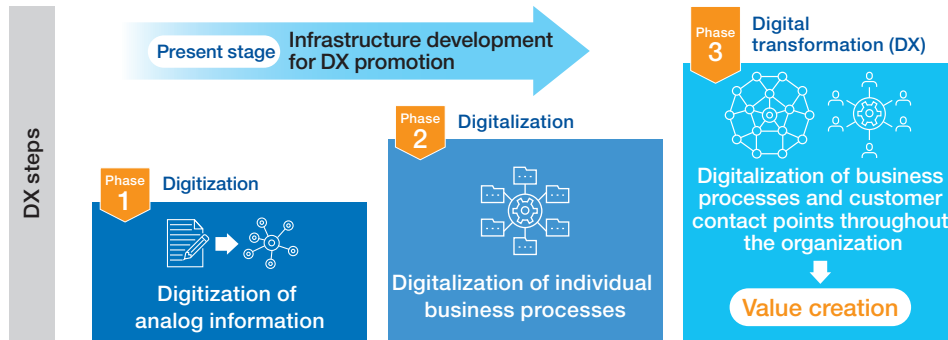 DX steps
Present stage
Infrastructure development
for DX promotion
Phase
1
Digitization
Digitization of
analog information
Phase
2
Digitalization
Digitalization of individual
business processes
Phase
3
Digital
transformation (DX)
Digitalization of business
processes and customer
contact points throughout
the organization
Value creation